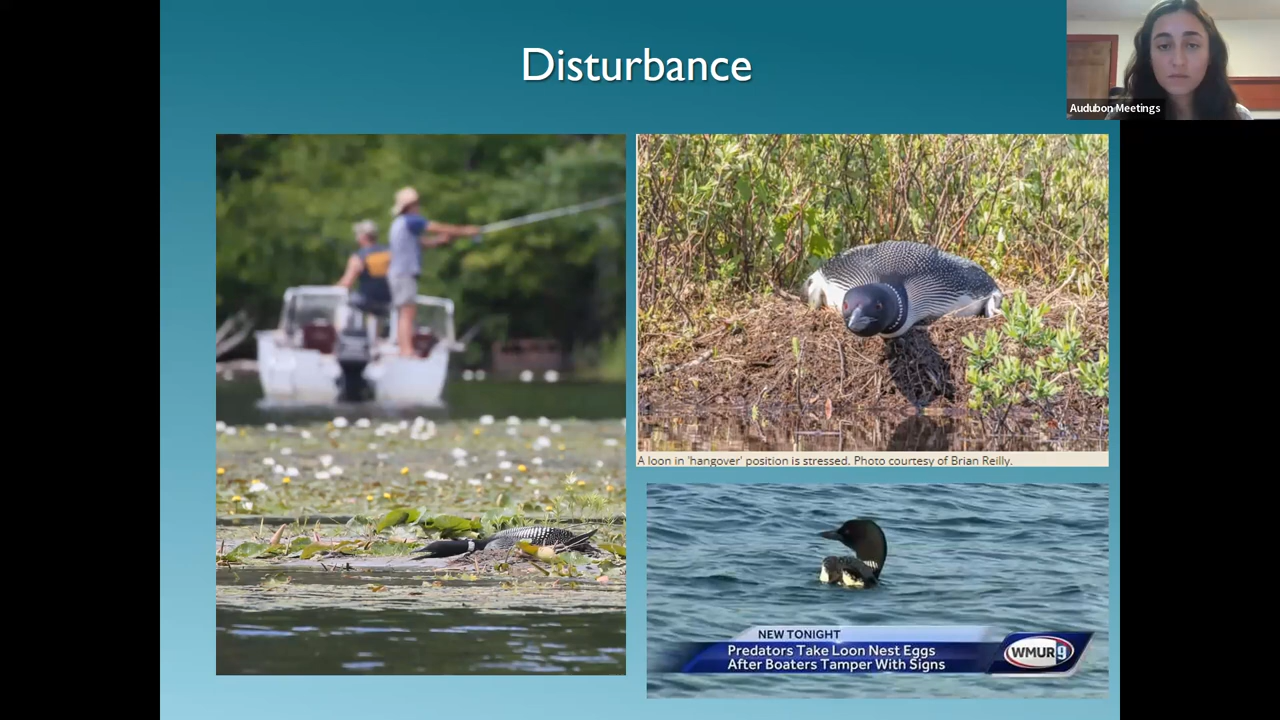 Disturbance
Audubon Meetings
A loon in 'hangover' position is stressed. Photo courtesy of Brian Reilly.
NEW TONIGHT
Predators Take Loon Nest Eggs
After Boaters Tamper With Signs
WMUR9